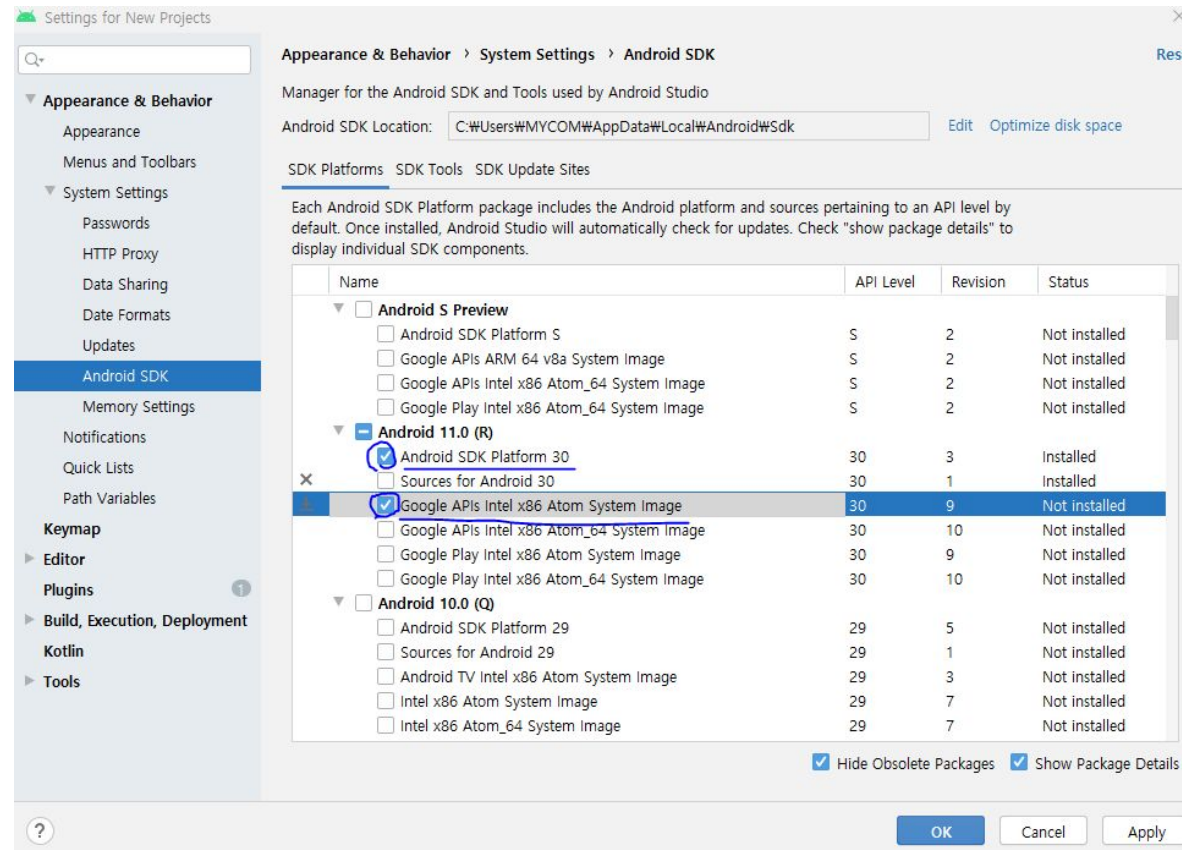 Settings for New Projects
Appearance & Behavior
Appearance
Menus and Toolbars
System Settings
Passwords
HTTP Proxy
Data Sharing
Date Formats
Updates
Android SDK
Memory Settings
Notifications
Quick Lists
Path Variables
Keymap
Editor
Plugins 1
Build, Execution, Deployment
Kotlin
Tools
Appearance & Behavior › System Settings › Android SDK Res
Manager for the Android SDK and Tools used by Android Studio
Android SDK Location: C:₩Users₩MYCOM₩AppData₩Local₩Android₩Sdk Edit Optimize disk space
SDK Platforms SDK Tools SDK Update Sites
Each Android SDK Platform package includes the Android platform and sources pertaining to an API level by
default. Once installed, Android Studio will automatically check for updates. Check "show package details" to
display individual SDK components.
Name API Level Revision Status
Android S Preview
Android SDK Platform S S 2 Not installed
Google APIs ARM 64 v8a System Image S 2 Not installed
Google APIs Intel x86 Atom_64 System Image S 2 Not installed
Google Play Intel x86 Atom_64 System Image S 2 Not installed
Android 11.0 (R)
Android SDK Platform 30 30 3 Installed
Sources for Android 30 30 1 Installed
Google APIs Intel x86 Atom System Image 30 9 Not installed
Google APIs Intel x86 Atom_64 System Image 30 10 Not installed
Google Play Intel x86 Atom System Image 30 9 Not installed
Google Play Intel x86 Atom_64 System Image 30 10 Not installed
Android 10.0 (Q)
Android SDK Platform 29 29 5 Not installed
Sources for Android 29 29 1 Not installed
Android TV Intel x86 Atom System Image 29 3 Not installed
Intel x86 Atom System Image 29 7 Not installed
Intel x86 Atom_64 System Image 29 7 Not installed
Hide Obsolete Packages Show Package Details
? OK Cancel Apply